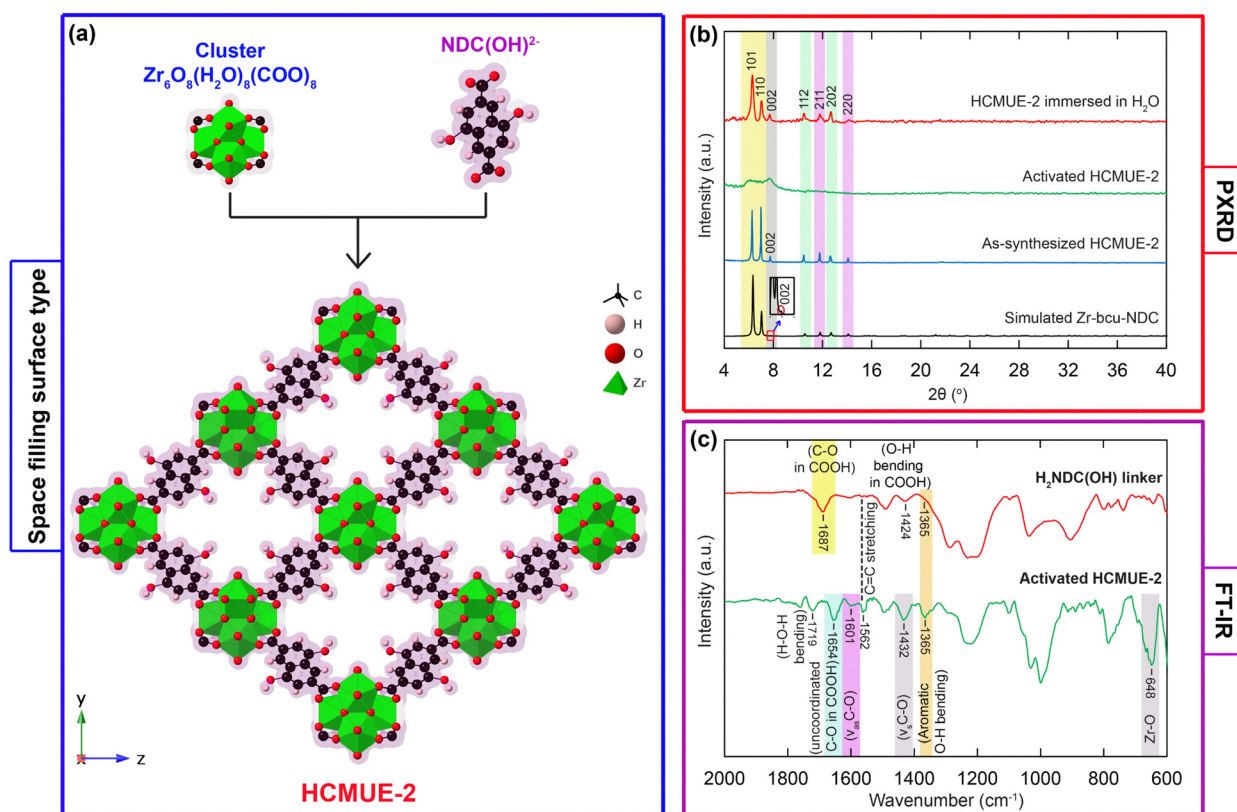 Space filling surface type
(a)
Cluster
Zr6O8(H2O)8(COO)8
NDC(OH)2-
C
H
O
Zr
y
x
z
HCMUE-2
(b)
Intensity (a.u.)
101
110
002
112
211
202
220
HCMUE-2 immersed in H2O
Activated HCMUE-2
002
As-synthesized HCMUE-2
002
Simulated Zr-bcu-NDC
4
8
12
16
20
24
28
32
36
40
2θ (°)
PXRD
(c)
Intensity (a.u.)
(C-O
in COOH)
(O-H
bending
in COOH)
H2NDC(OH) linker
1687
C=C stretching
1424
1365
Activated HCMUE-2
(H-O-H
bending)
1719
(uncoordinated
1654
C-O in COOH)
1601
(νasC-O)
1562
1432
(νsC-O)
1365
(Aromatic
O-H bending)
648
Zr-O
2000
1800
1600
1400
1200
1000
800
600
Wavenumber (cm-1)
FT-IR